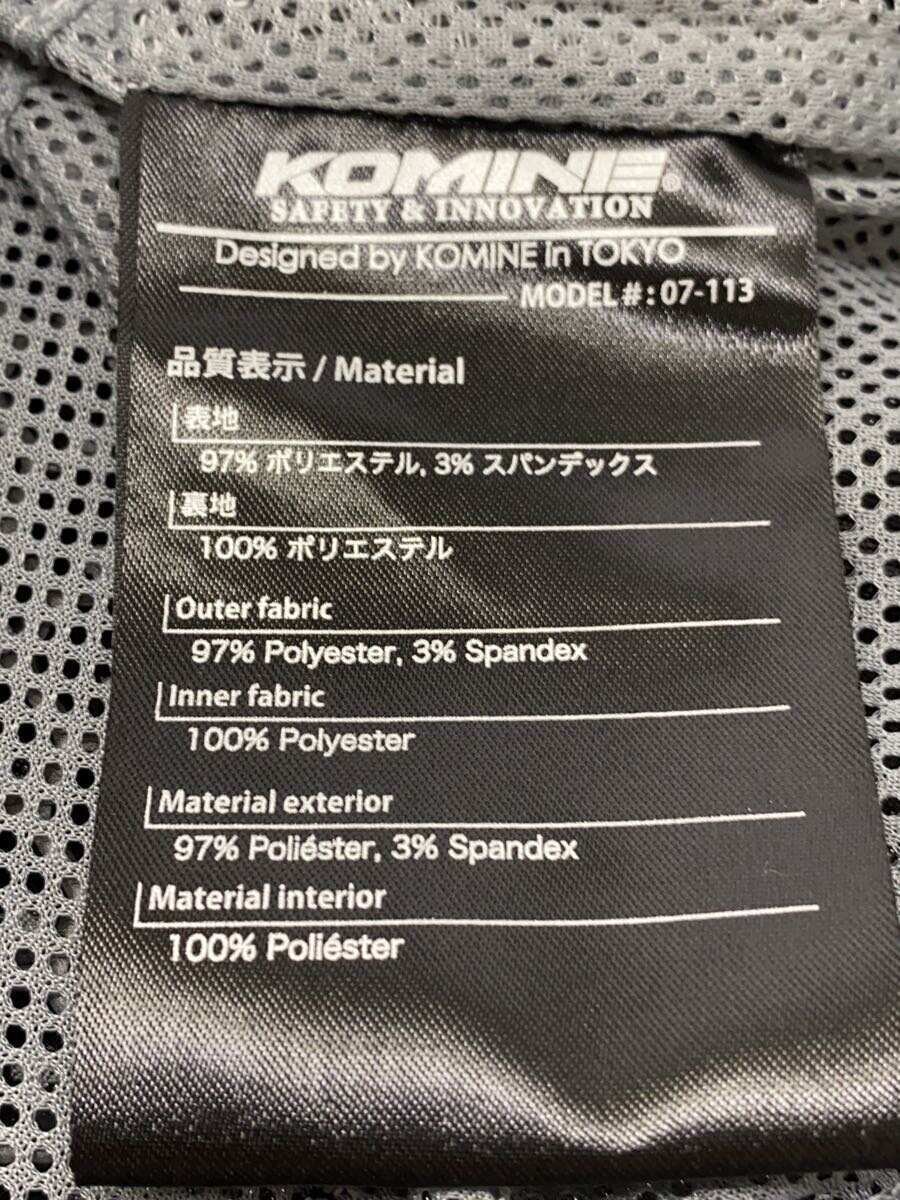 KOMINE®
SAFETY & INNOVATION
Designed by KOMINE in TOKYO
MODEL #: 07-113
品質表示 / Material
表地
97% ポリエステル, 3% スパンデックス
裏地
100% ポリエステル
Outer fabric
97% Polyester, 3% Spandex
Inner fabric
100% Polyester
Material exterior
97% Poliéster, 3% Spandex
Material interior
100% Poliéster